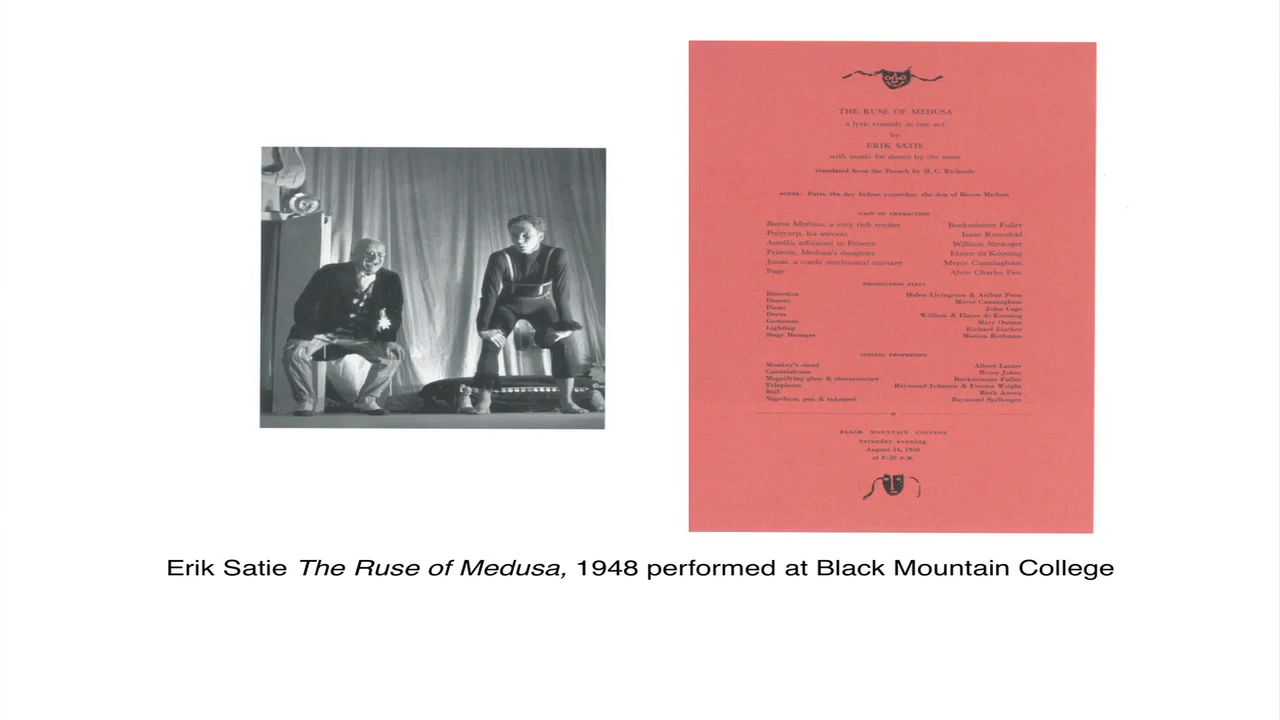 THE RUSE OF MEDUSA
a lyric comedy in one act
by
ERIK SATIE
with music for dance by the same
translated from the French by M. C. Richards
SCENE: Paris, the day before yesterday, the den of Baron Medusa
CAST OF CHARACTERS
Baron Medusa, a very rich rentier Buckminster Fuller
Polycarp, his servant Isaac Rosenfeld
Astolfo, affianced to Frisette William Shrauger
Frisette, Medusa's daughter Elaine de Kooning
Jonas, a costly mechanical monkey Merce Cunningham
Page Alvin Charles Few
PRODUCTION STAFF
Direction Helen Livingston & Arthur Penn
Dances Merce Cunningham
Piano John Cage
Decor William & Elaine de Kooning
Costumes Mary Outten
Lighting Richard
Stage Manager Marion Rothman
SPECIAL PROPERTIES
Monkey's stand Albert Lanier
Candelabrum Bruce
Magnifying glass & thermometer Buckminster Fuller
Telephone Raymond Johnson & Forrest Wright
Ball Ruth Asawa
Napoleon, pen & inkstand Raymond Spillenger
BLACK MOUNTAIN COLLEGE
Saturday evening
August 14, 1948
at 8:30 P.M.
Erik Satie The Ruse of Medusa, 1948 performed at Black Mountain College